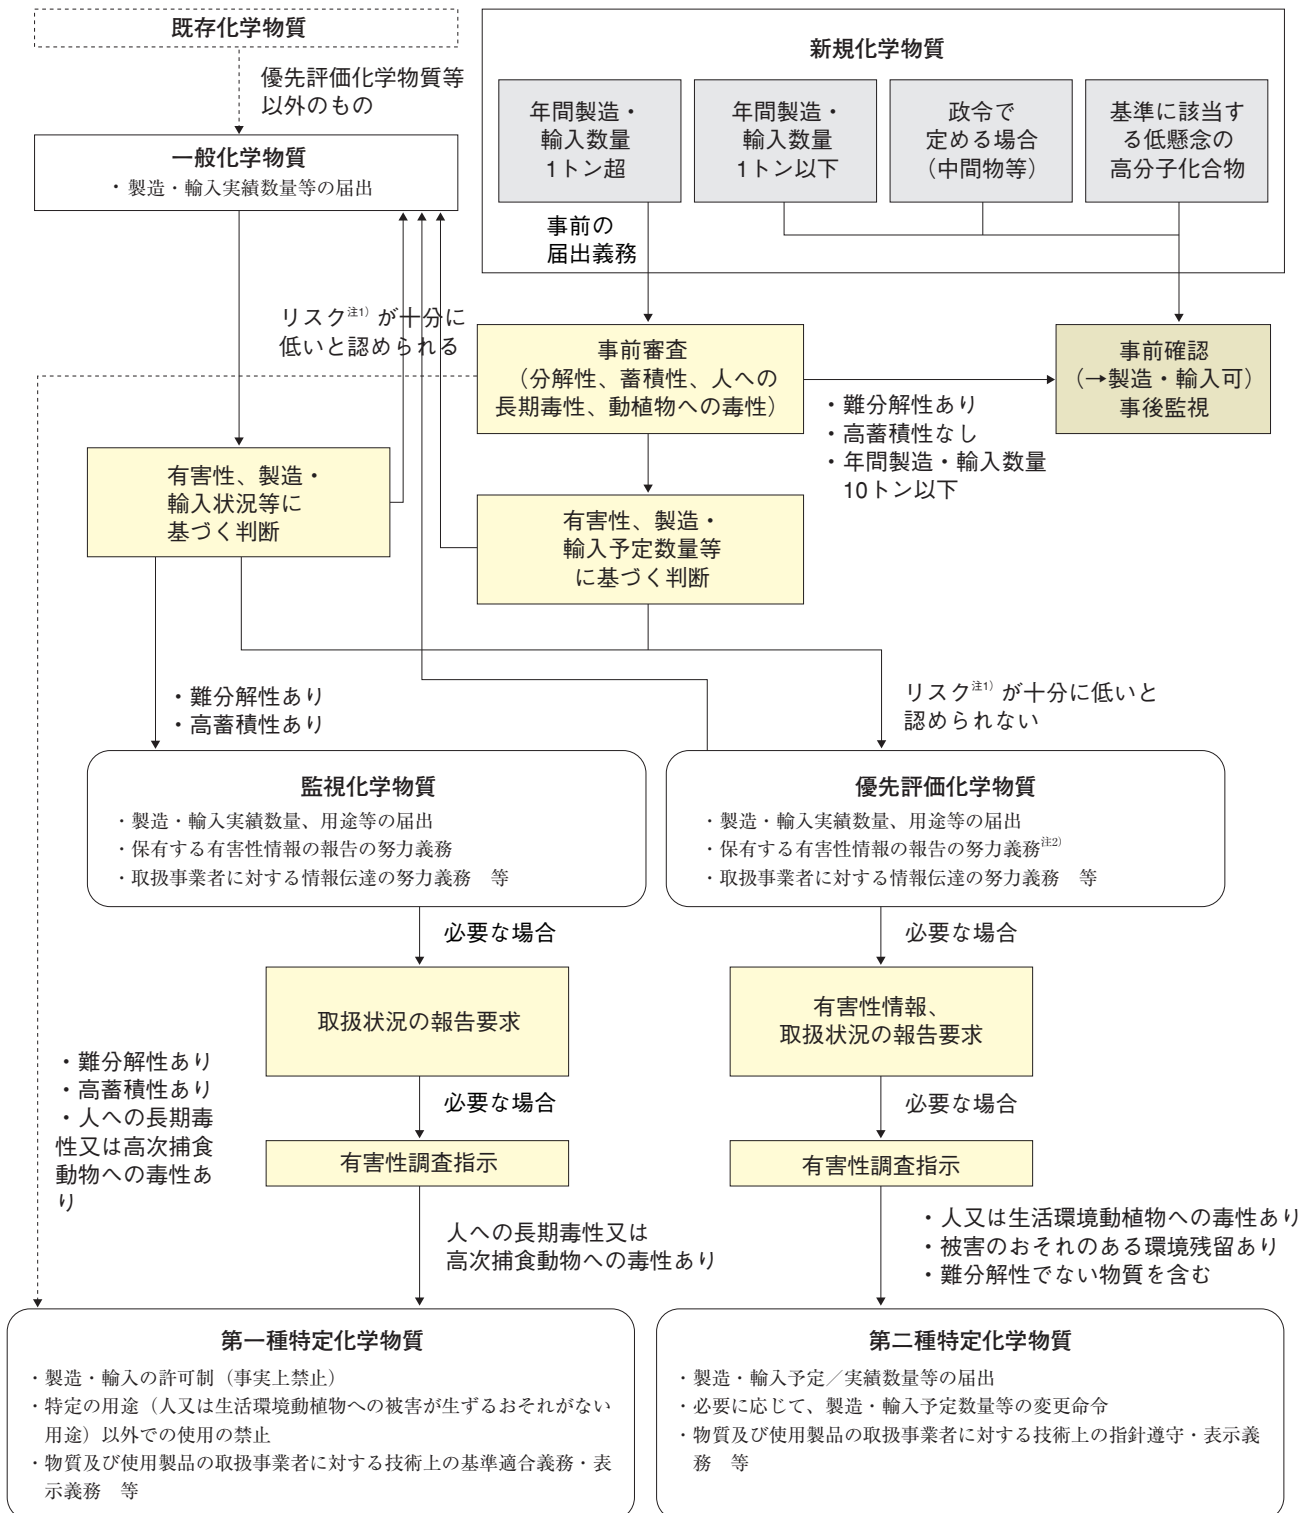 既存化学物質
優先評価化学物質等
以外のもの
一般化学物質
・製造・輸入実績数量等の届出
新規化学物質
年間製造・
輸入数量
1トン超
年間製造・
輸入数量
1トン以下
政令で
定める場合
（中間物等）
基準に該当す
る低懸念の
高分子化合物
事前の
届出義務
リスク注1）が十分に
低いと認められる
事前審査
（分解性、蓄積性、人への
長期毒性、動植物への毒性）
事前確認
（→製造・輸入可）
事後監視
・難分解性あり
・高蓄積性なし
・年間製造・輸入数量
10トン以下
有害性、製造・
輸入状況等に
基づく判断
有害性、製造・
輸入予定数量等
に基づく判断
・難分解性あり
・高蓄積性あり
リスク注1）が十分に低いと
認められない
監視化学物質
・製造・輸入実績数量、用途等の届出
・保有する有害性情報の報告の努力義務
・取扱事業者に対する情報伝達の努力義務　等
優先評価化学物質
・製造・輸入実績数量、用途等の届出
・保有する有害性情報の報告の努力義務注2）
・取扱事業者に対する情報伝達の努力義務　等
必要な場合
必要な場合
取扱状況の報告要求
有害性情報、
取扱状況の報告要求
・難分解性あり
・高蓄積性あり
・人への長期毒
性又は高次捕食
動物への毒性あ
り
必要な場合
必要な場合
有害性調査指示
有害性調査指示
人への長期毒性又は
高次捕食動物への毒性あり
・人又は生活環境動植物への毒性あり
・被害のおそれのある環境残留あり
・難分解性でない物質を含む
第一種特定化学物質
・製造・輸入の許可制（事実上禁止）
・特定の用途（人又は生活環境動植物への被害が生ずるおそれがない
用途）以外での使用の禁止
・物質及び使用製品の取扱事業者に対する技術上の基準適合義務・表
示義務　等
第二種特定化学物質
・製造・輸入予定／実績数量等の届出
・必要に応じて、製造・輸入予定数量等の変更命令
・物質及び使用製品の取扱事業者に対する技術上の指針遵守・表示義
務　等